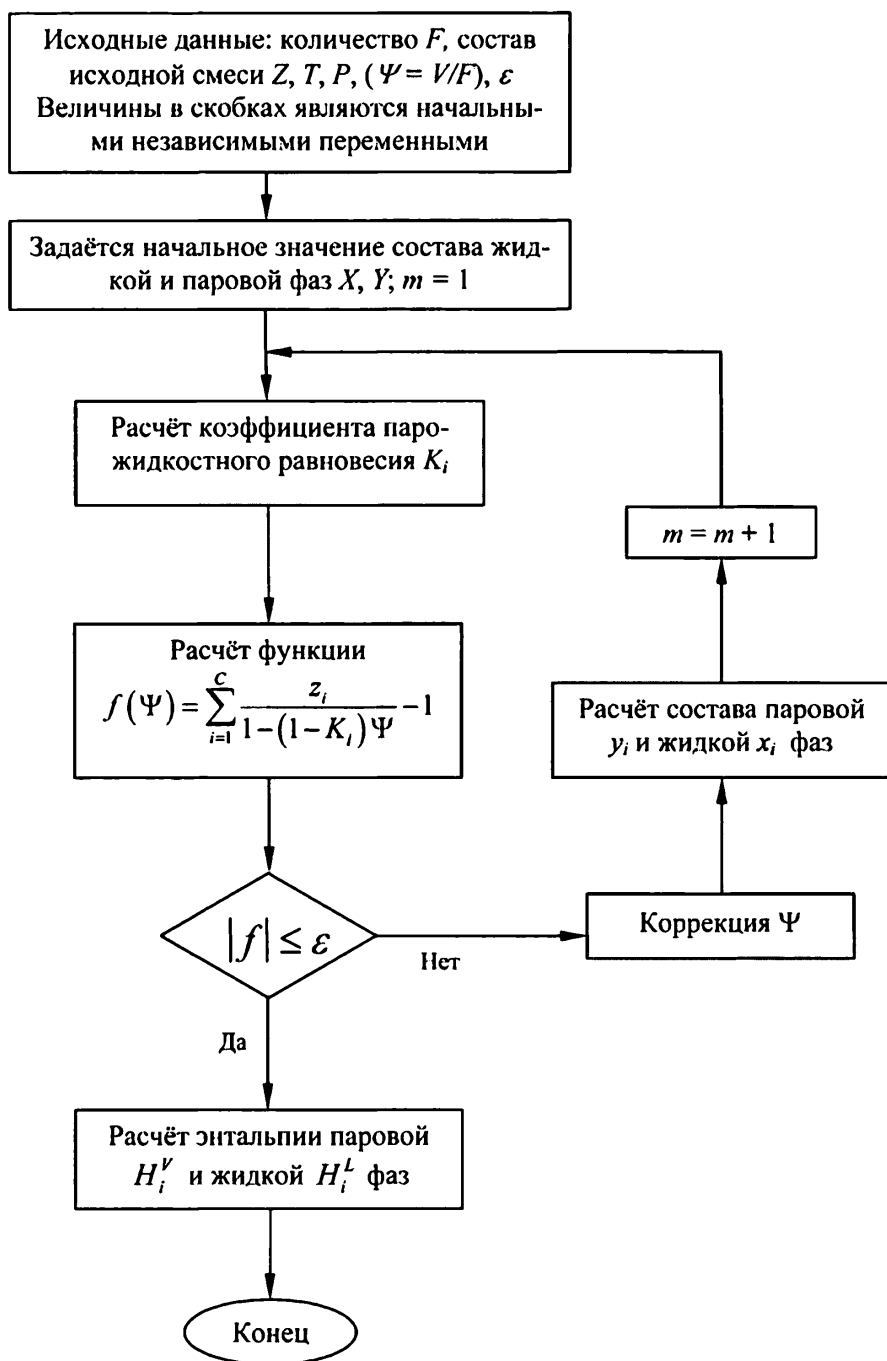 Исходные данные: количество F, состав
исходной смеси Z, T, P, (Ψ = V/F), ε
Величины в скобках являются начальны-
ми независимыми переменными
Задаётся начальное значение состава жид-
кой и паровой фаз X, Y; m = 1
Расчёт коэффициента паро-
жидкостного равновесия K_i
m = m + 1
Расчёт функции
f(Ψ) = \sum_{i=1}^{C} \frac{z_i}{1-(1-K_i)Ψ} - 1
Расчёт состава паровой
y_i и жидкой x_i фаз
|f| ≤ ε
Нет
Коррекция Ψ
Да
Расчёт энтальпии паровой
H_i^V и жидкой H_i^L фаз
Конец